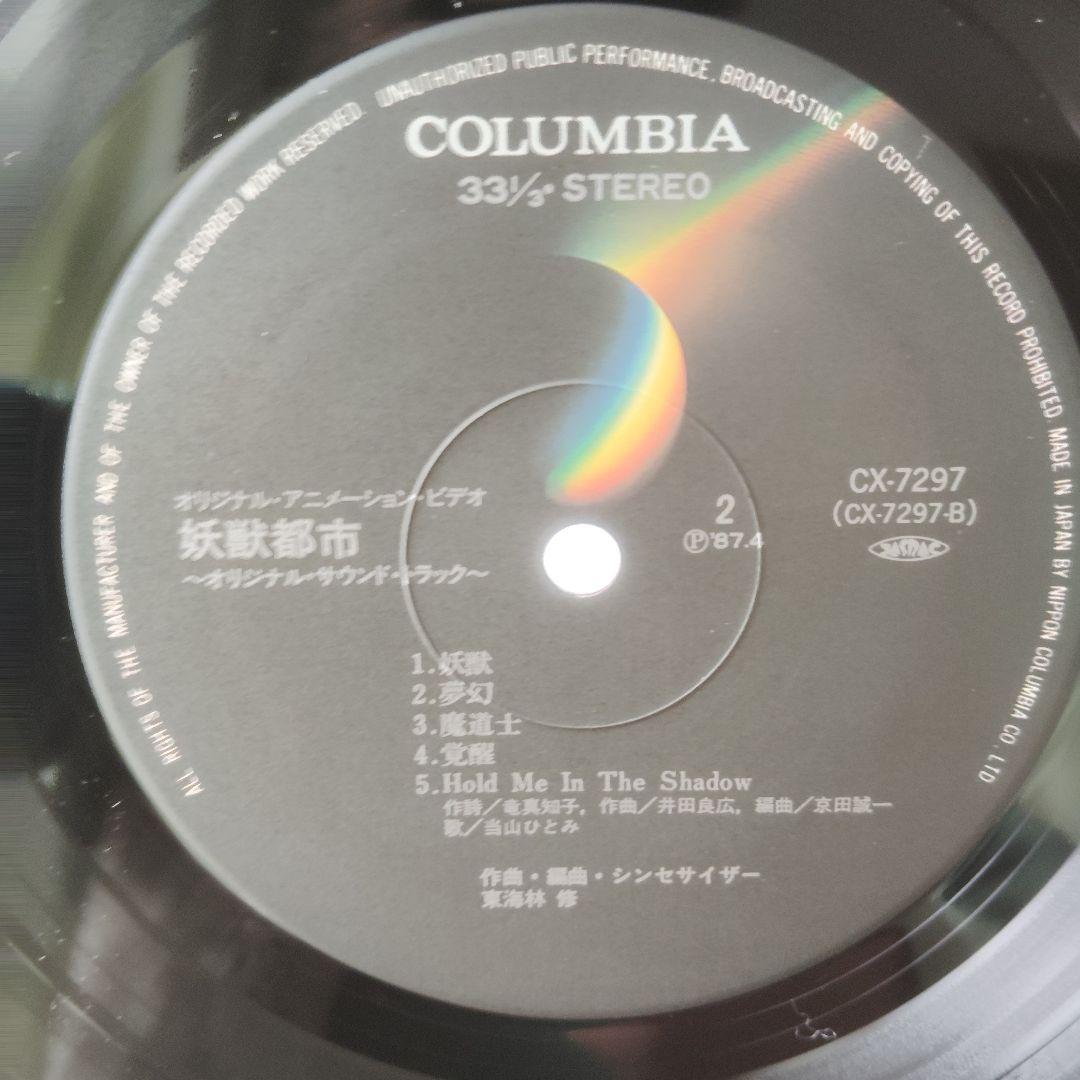 ALL RIGHTS OF THE MANUFACTURER AND OF THE OWNER OF THE RECORDED WORK RESERVED. UNAUTHORIZED PUBLIC PERFORMANCE, BROADCASTING AND COPYING OF THIS RECORD PROHIBITED. MADE IN JAPAN BY NIPPON COLUMBIA CO., LTD
COLUMBIA
33⅓・STEREO
オリジナル・アニメーション・ビデオ
妖獣都市
～オリジナル・サウンド・トラック～
2
Ⓟ'87.4
CX-7297
(CX-7297-B)
JASRAC
1.妖獣
2.夢幻
3.魔道士
4.覚醒
5.Hold Me In The Shadow
作詩／竜真知子, 作曲／井田良広, 編曲／京田誠一
歌／当山ひとみ
作曲・編曲・シンセサイザー
東海林 修